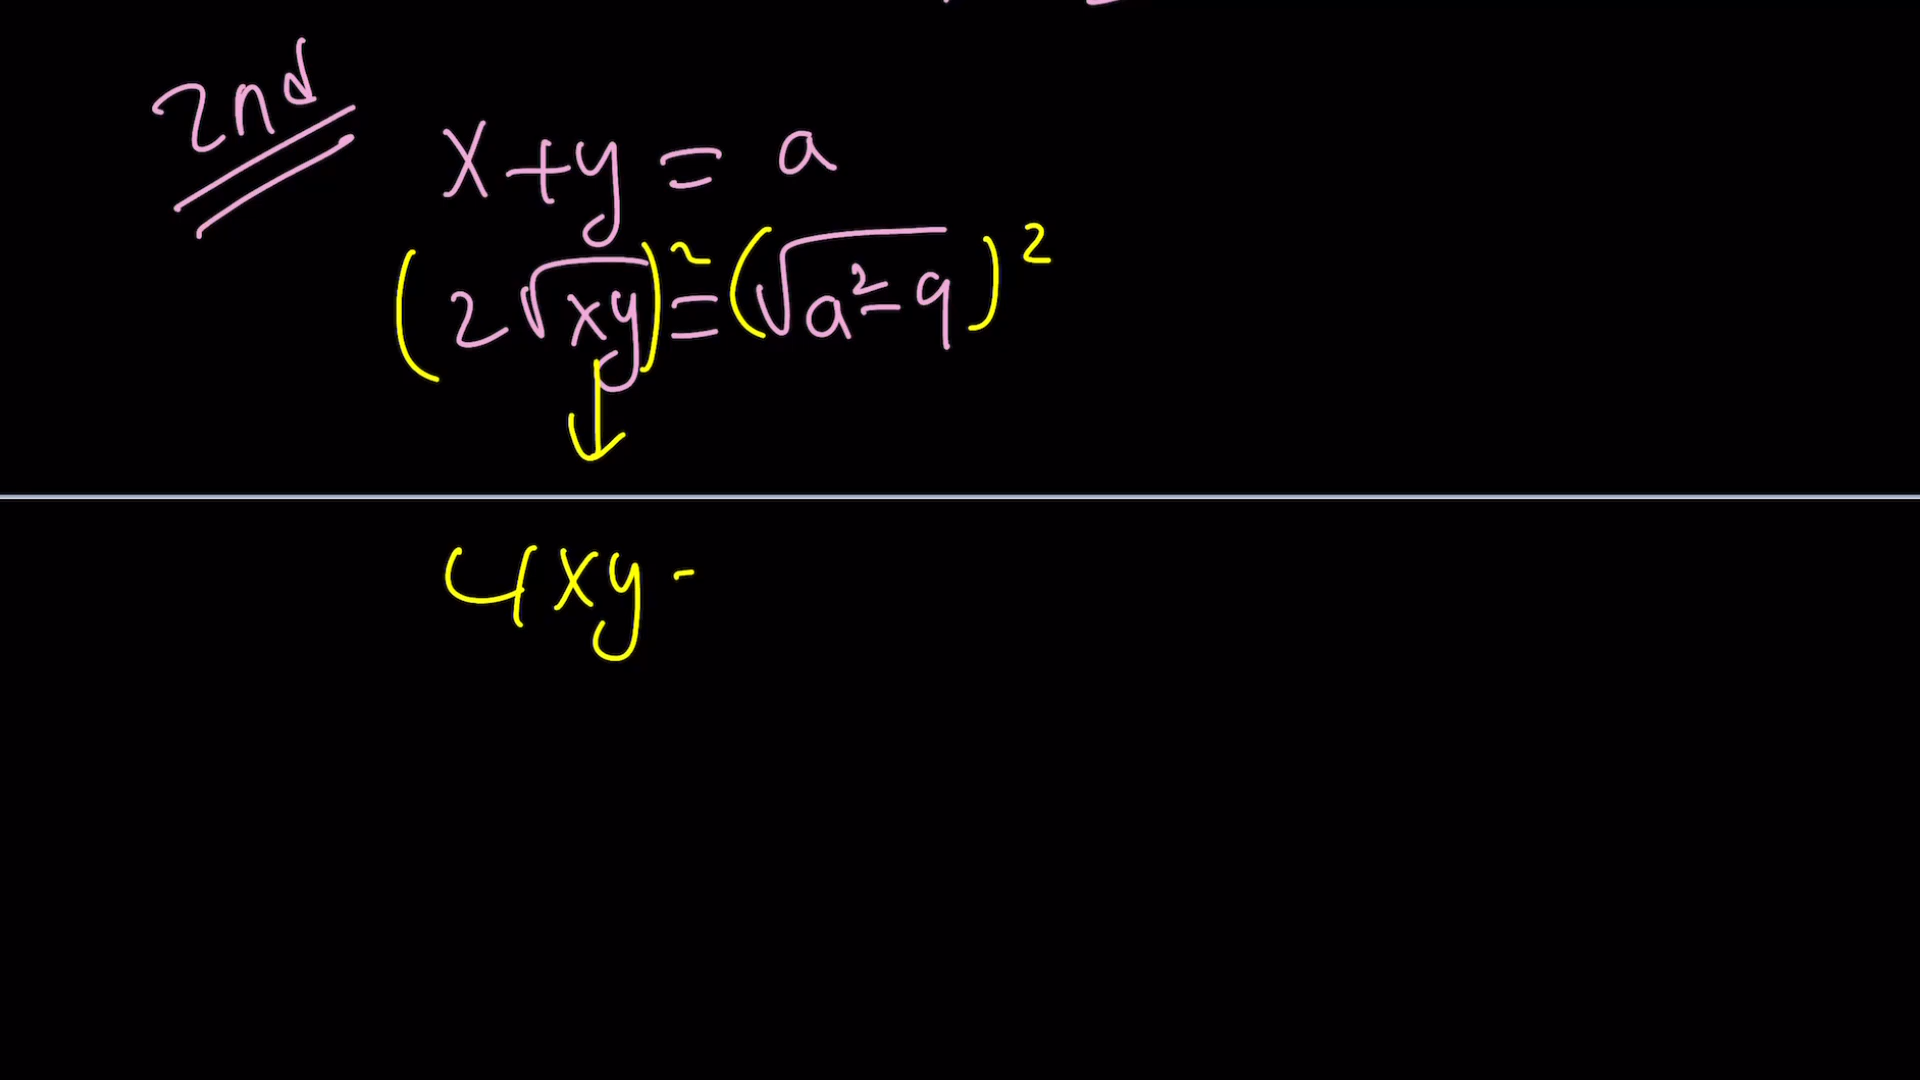 2nd
x+y = a
(2√xy)² = (√a²-9)²
4xy -